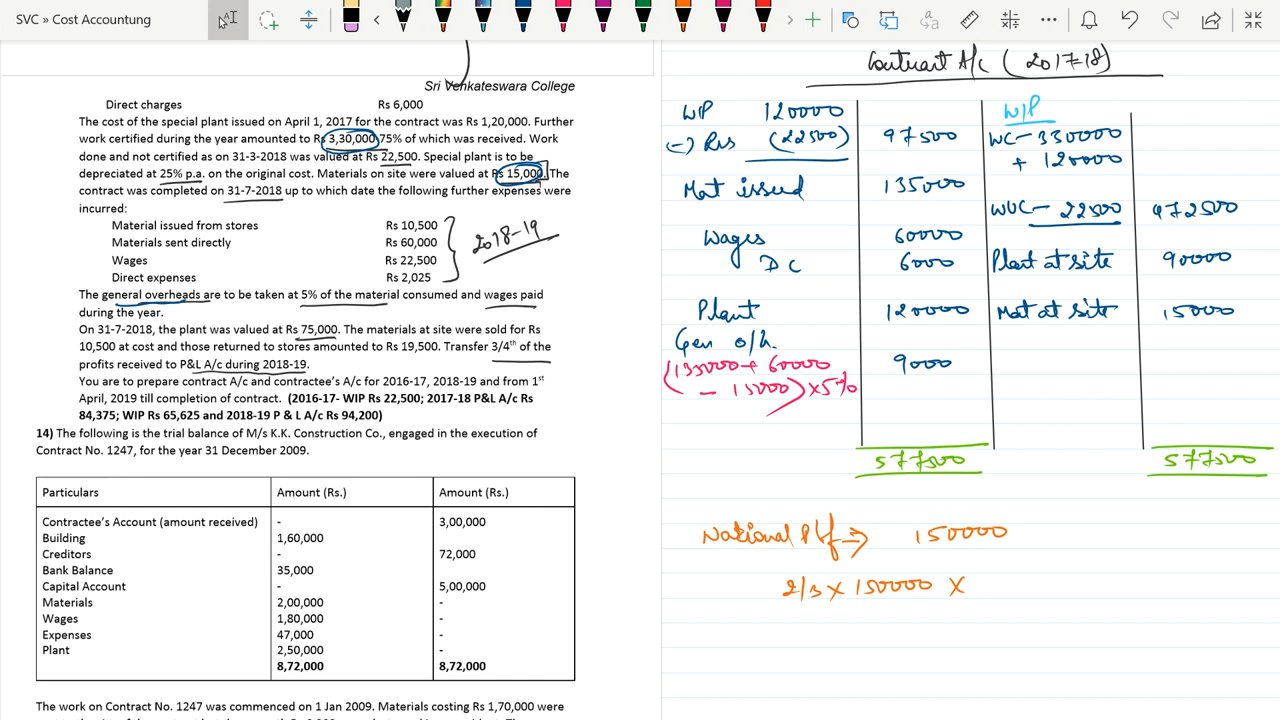 SVC » Cost Accountung
Sri Venkateswara College
Direct charges Rs 6,000
The cost of the special plant issued on April 1, 2017 for the contract was Rs 1,20,000. Further
work certified during the year amounted to Rs 3,30,000 75% of which was received. Work
done and not certified as on 31-3-2018 was valued at Rs 22,500. Special plant is to be
depreciated at 25% p.a. on the original cost. Materials on site were valued at Rs 15,000. The
contract was completed on 31-7-2018 up to which date the following further expenses were
incurred:
Material issued from stores Rs 10,500
Materials sent directly Rs 60,000
Wages Rs 22,500
Direct expenses Rs 2,025
2018-19
The general overheads are to be taken at 5% of the material consumed and wages paid
during the year.
On 31-7-2018, the plant was valued at Rs 75,000. The materials at site were sold for Rs
10,500 at cost and those returned to stores amounted to Rs 19,500. Transfer 3/4th of the
profits received to P&L A/c during 2018-19.
You are to prepare contract A/c and contractee's A/c for 2016-17, 2018-19 and from 1st
April, 2019 till completion of contract. (2016-17- WIP Rs 22,500; 2017-18 P&L A/c Rs
84,375; WIP Rs 65,625 and 2018-19 P & L A/c Rs 94,200)
14) The following is the trial balance of M/s K.K. Construction Co., engaged in the execution of
Contract No. 1247, for the year 31 December 2009.
Particulars Amount (Rs.) Amount (Rs.)
Contractee's Account (amount received) - 3,00,000
Building 1,60,000
Creditors - 72,000
Bank Balance 35,000
Capital Account - 5,00,000
Materials 2,00,000 -
Wages 1,80,000 -
Expenses 47,000 -
Plant 2,50,000 -
8,72,000 8,72,000
The work on Contract No. 1247 was commenced on 1 Jan 2009. Materials costing Rs 1,70,000 were
Contract A/c (2017-18)
WIP 120000 WIP
(-) Res (22500) 97500 WC - 330000
+ 120000
Mat issued 135000
WUC - 22500 472500
Wages 60000
DC 6000 Plant at site 90000
Plant 120000 Mat at site 15000
Gen o/h.
(135000 + 60000 9000
- 15000) x 5%
577500 577500
National Plf ⇒ 150000
2/3 x 150000 x